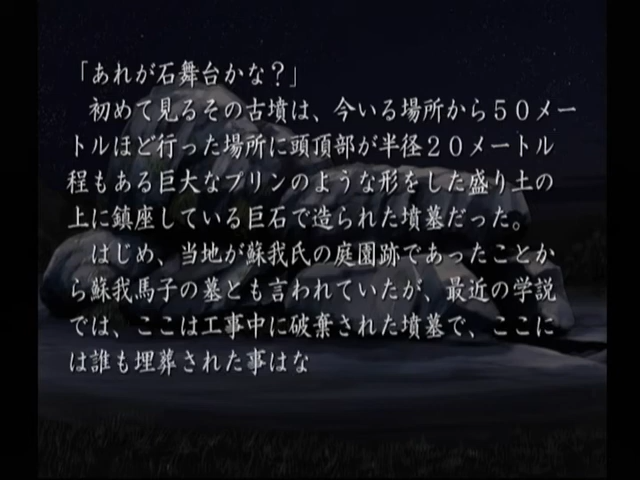 「あれが石舞台かな？」
　初めて見るその古墳は、今いる場所から５０メー
トルほど行った場所に頭頂部が半径２０メートル
程もある巨大なプリンのような形をした盛り土の
上に鎮座している巨石で造られた墳墓だった。
　はじめ、当地が蘇我氏の庭園跡であったことか
ら蘇我馬子の墓とも言われていたが、最近の学説
では、ここは工事中に破棄された墳墓で、ここに
は誰も埋葬された事はな